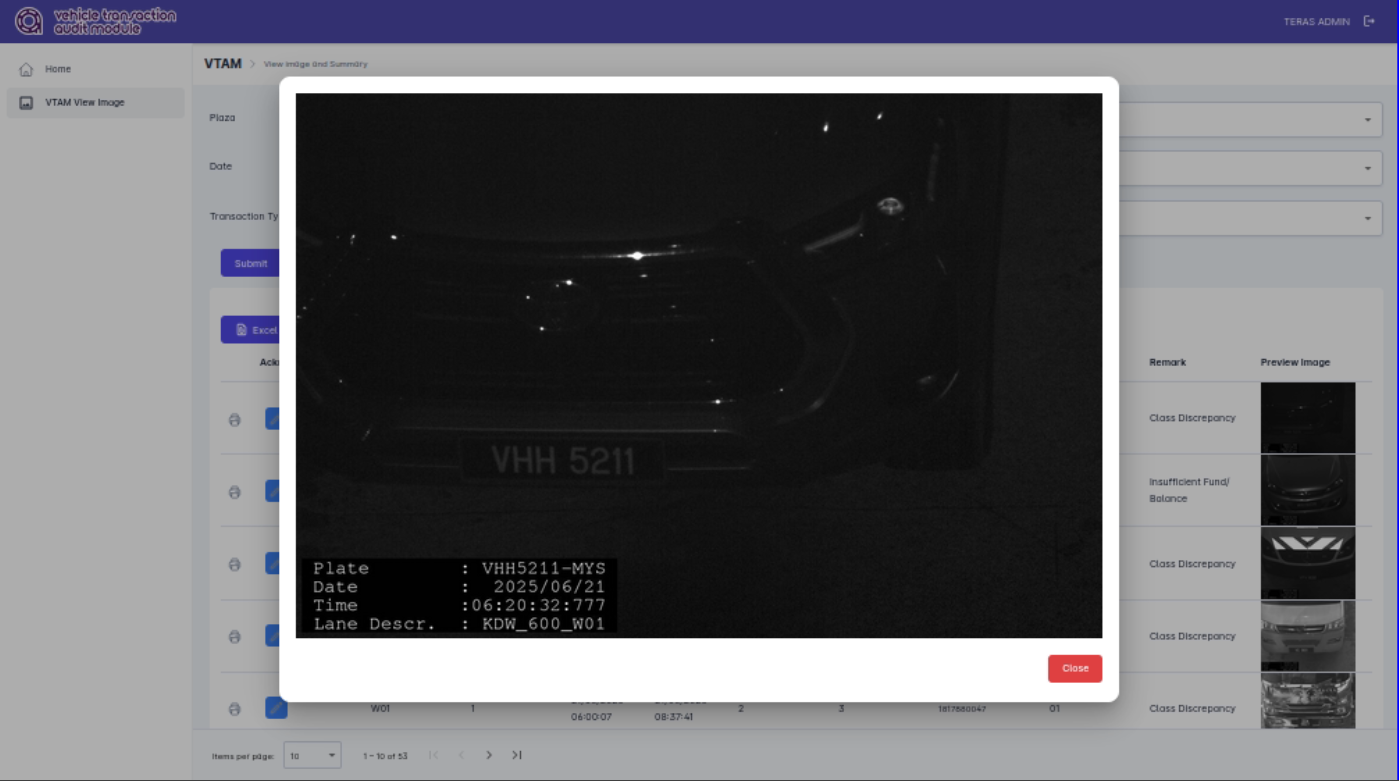 vehicle transaction
audit module
TERAS ADMIN
Home
VTAM View Image
VTAM > View image and Summary
Plaza
Date
Transaction Ty
Submit
Excel
Remark
Preview Image
Class Discrepancy
Insufficient Fund/
Balance
Class Discrepancy
Class Discrepancy
VHH 5211
Plate : VHH5211-MYS
Date : 2025/06/21
Time :06:20:32:777
Lane Descr. : KDW_600_W01
Close
W01 1 06:00:07 08:37:41 2 3 1817880047 01 Class Discrepancy
Items per page: 10 1 – 10 of 53